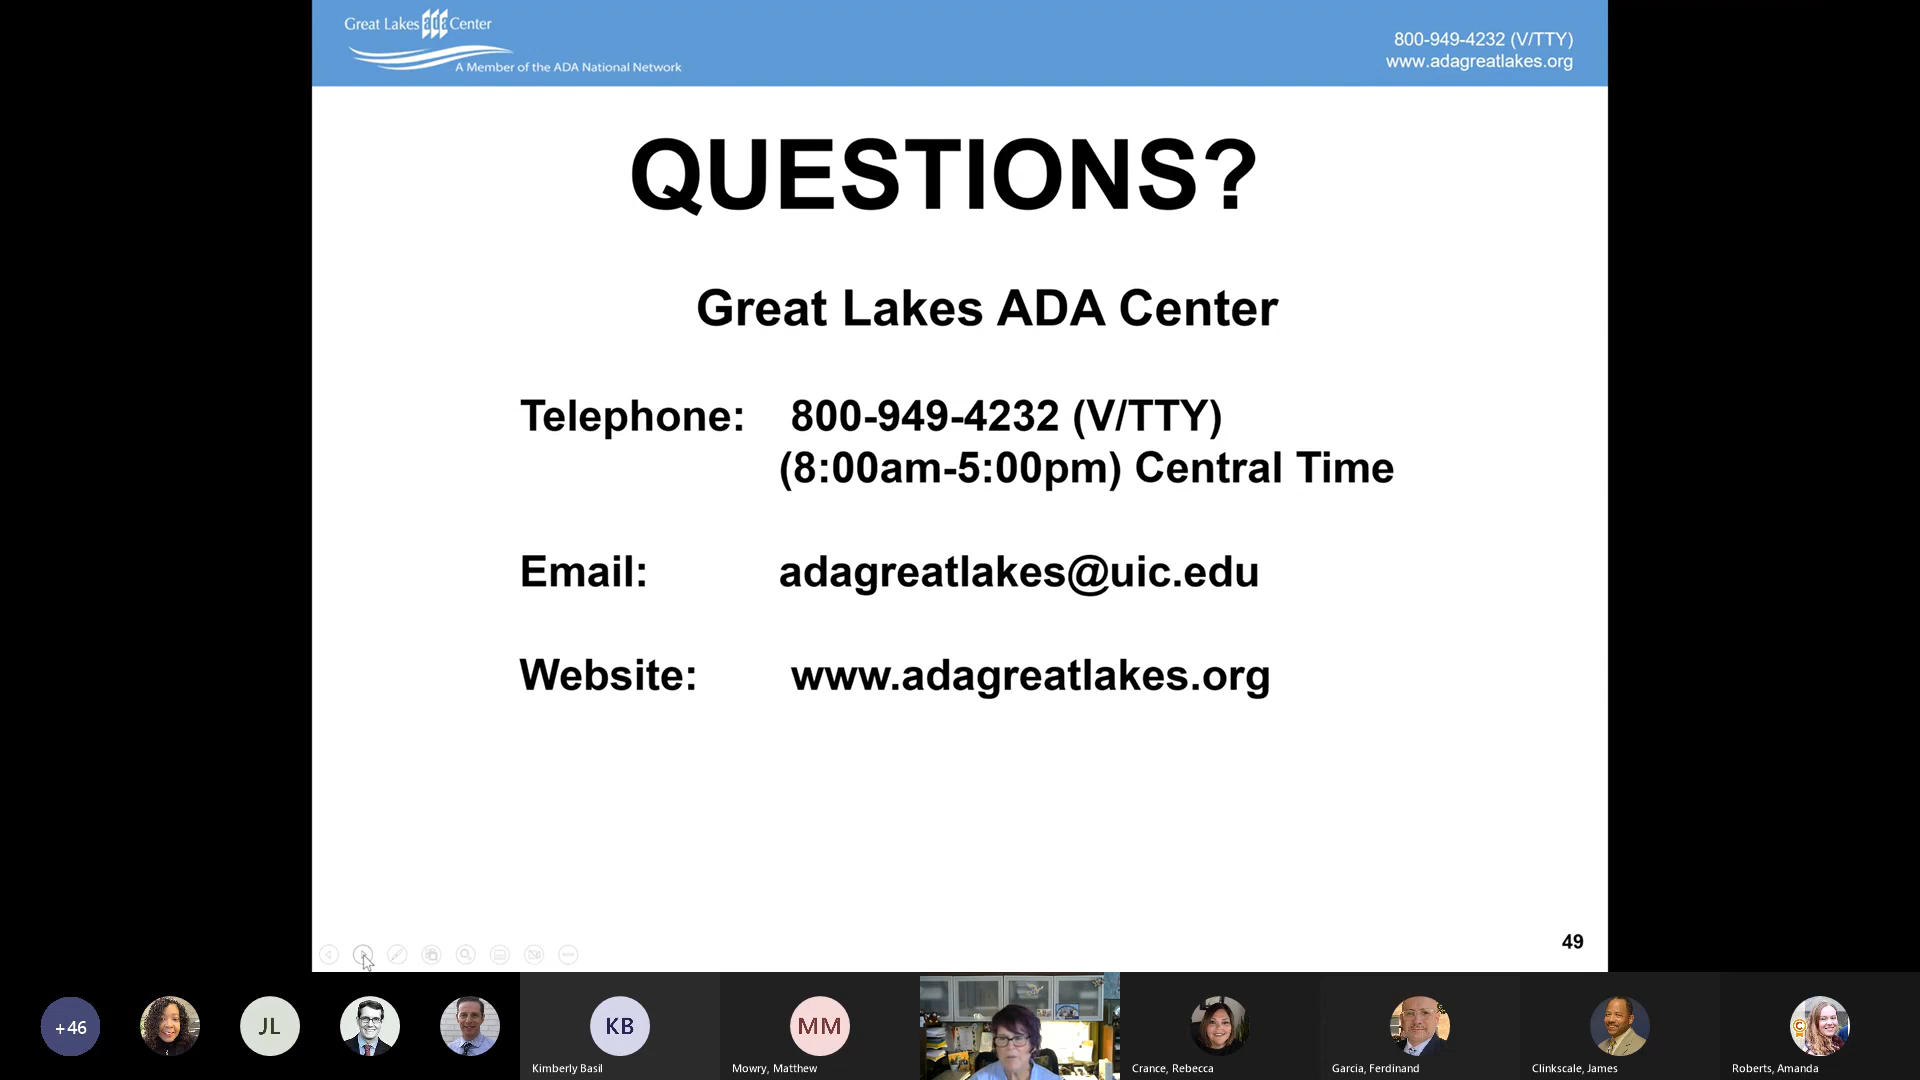 Great Lakes ada Center
A Member of the ADA National Network
800-949-4232 (V/TTY)
www.adagreatlakes.org
QUESTIONS?
Great Lakes ADA Center
Telephone: 800-949-4232 (V/TTY)
(8:00am-5:00pm) Central Time
Email: adagreatlakes@uic.edu
Website: www.adagreatlakes.org
49
+46
JL
KB
Kimberly Basil
MM
Mowry, Matthew
Crance, Rebecca
Garcia, Ferdinand
Clinkscale, James
C
Roberts, Amanda